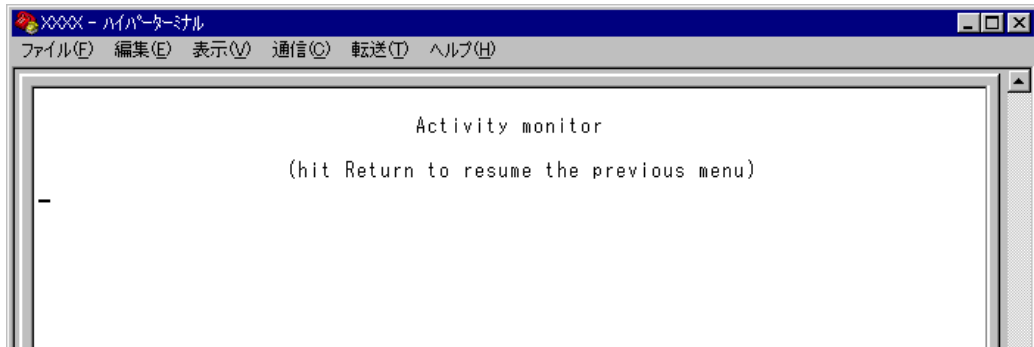 XXXX - ハイパーターミナル
ファイル(F) 編集(E) 表示(V) 通信(C) 転送(T) ヘルプ(H)
Activity monitor
(hit Return to resume the previous menu)